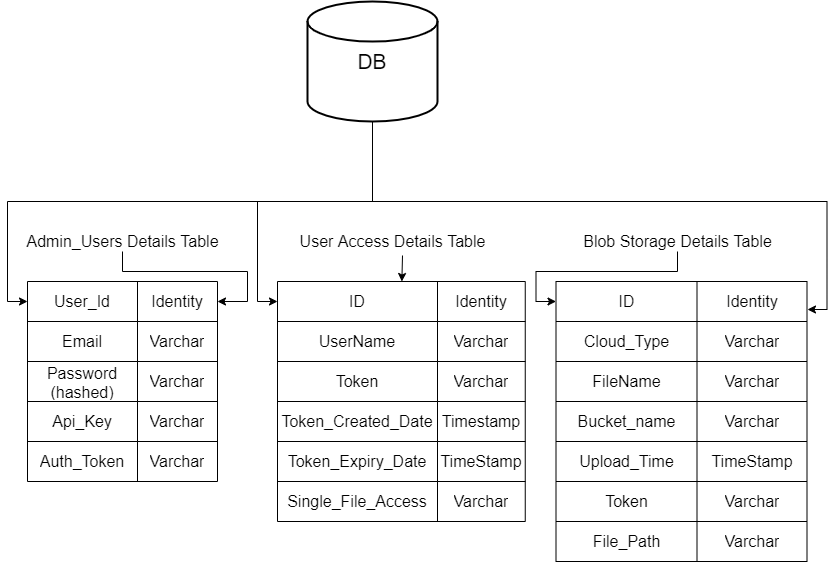 DB
Admin_Users Details Table
User_Id Identity
Email Varchar
Password
(hashed) Varchar
Api_Key Varchar
Auth_Token Varchar
User Access Details Table
ID Identity
UserName Varchar
Token Varchar
Token_Created_Date Timestamp
Token_Expiry_Date TimeStamp
Single_File_Access Varchar
Blob Storage Details Table
ID Identity
Cloud_Type Varchar
FileName Varchar
Bucket_name Varchar
Upload_Time TimeStamp
Token Varchar
File_Path Varchar